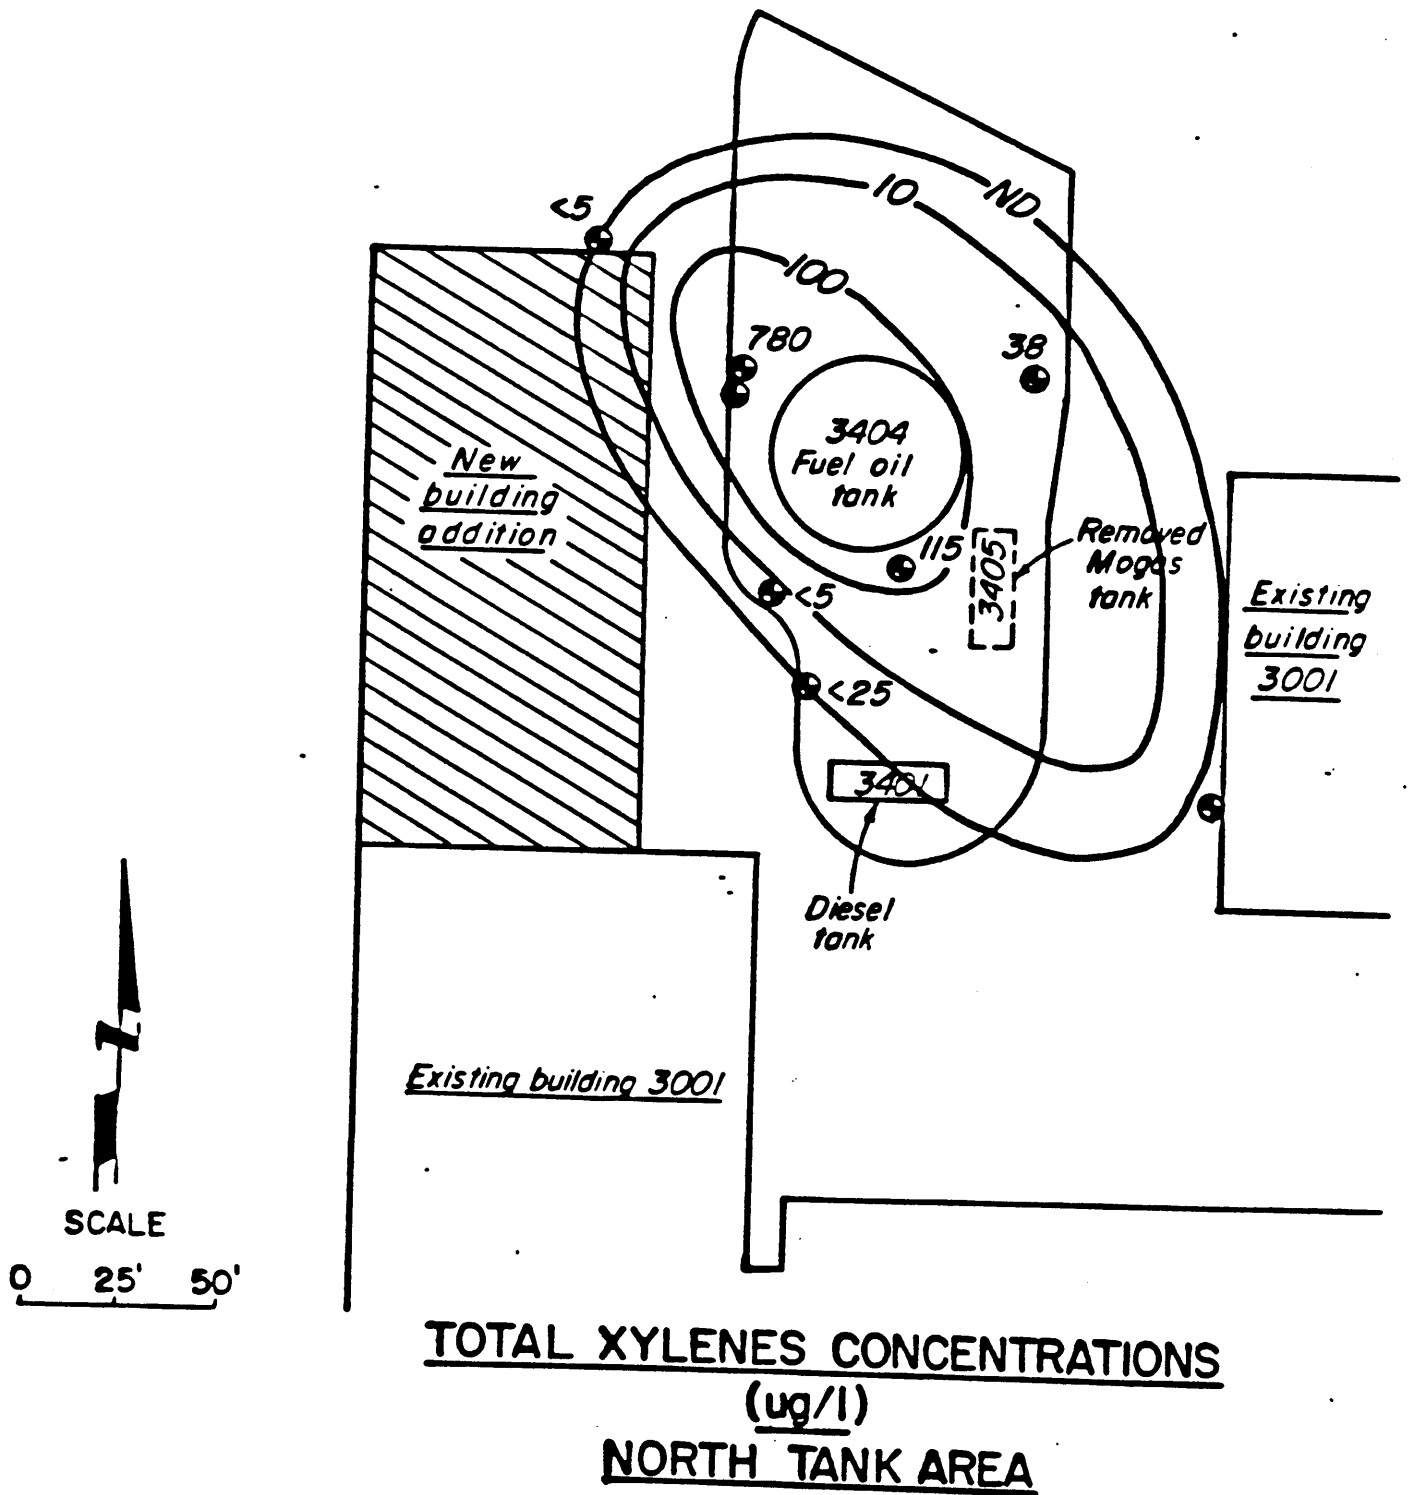 ND
10
<5
100
780
38
3404
Fuel oil
tank
New
building
addition
115
3405
Removed
Mogas
tank
<5
Existing
building
3001
<25
3401
Diesel
tank
Existing building 3001
SCALE
0 25' 50'
TOTAL XYLENES CONCENTRATIONS
(ug/l)
NORTH TANK AREA